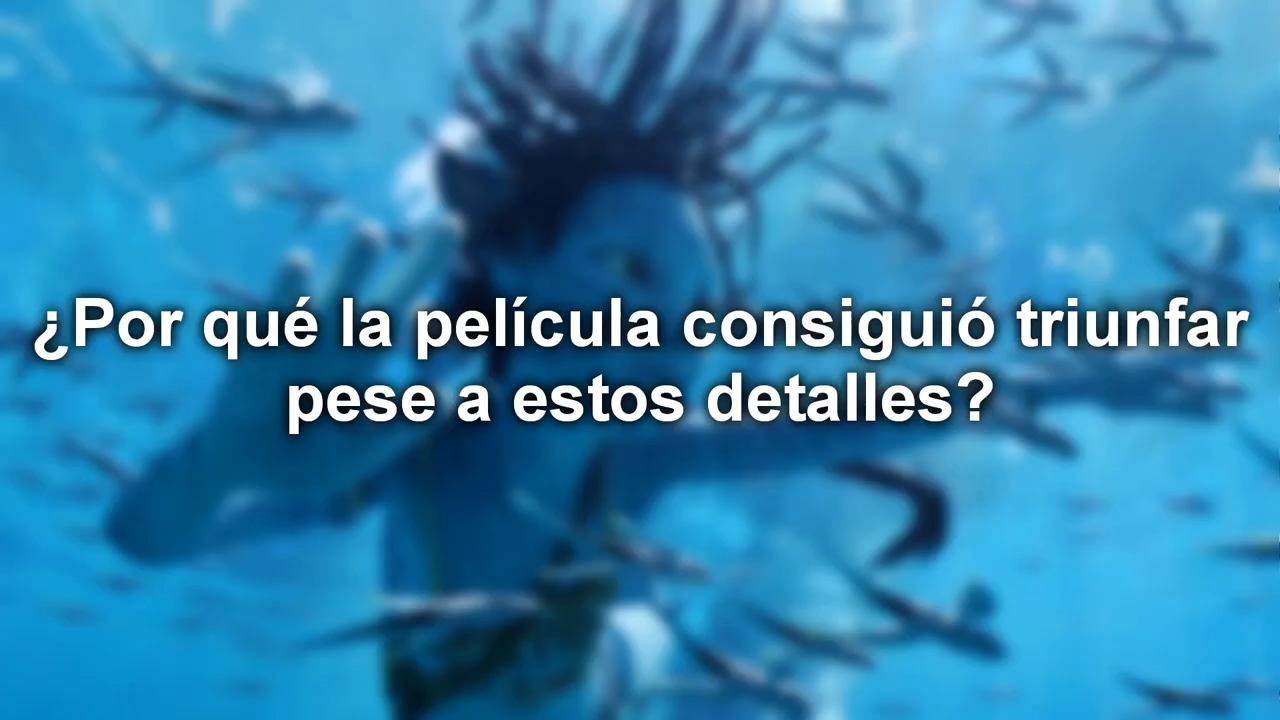 ¿Por qué la película consiguió triunfar
pese a estos detalles?